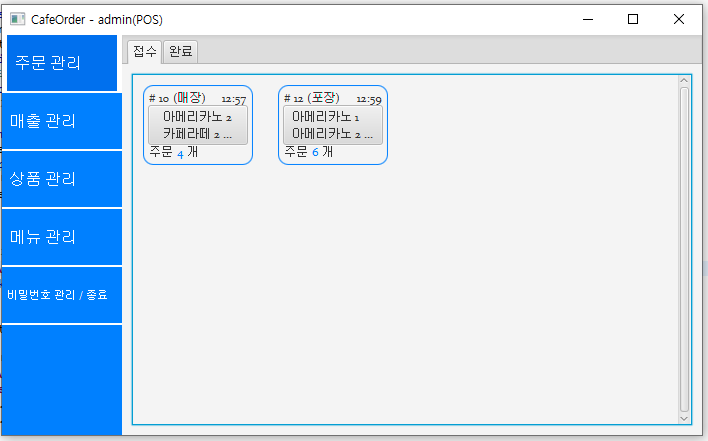 CafeOrder - admin(POS)
주문 관리
매출 관리
상품 관리
메뉴 관리
비밀번호 관리 / 종료
접수 완료
# 10 (매장) 12:57
아메리카노 2
카페라떼 2 ...
주문 4 개
# 12 (포장) 12:59
아메리카노 1
아메리카노 2 ...
주문 6 개